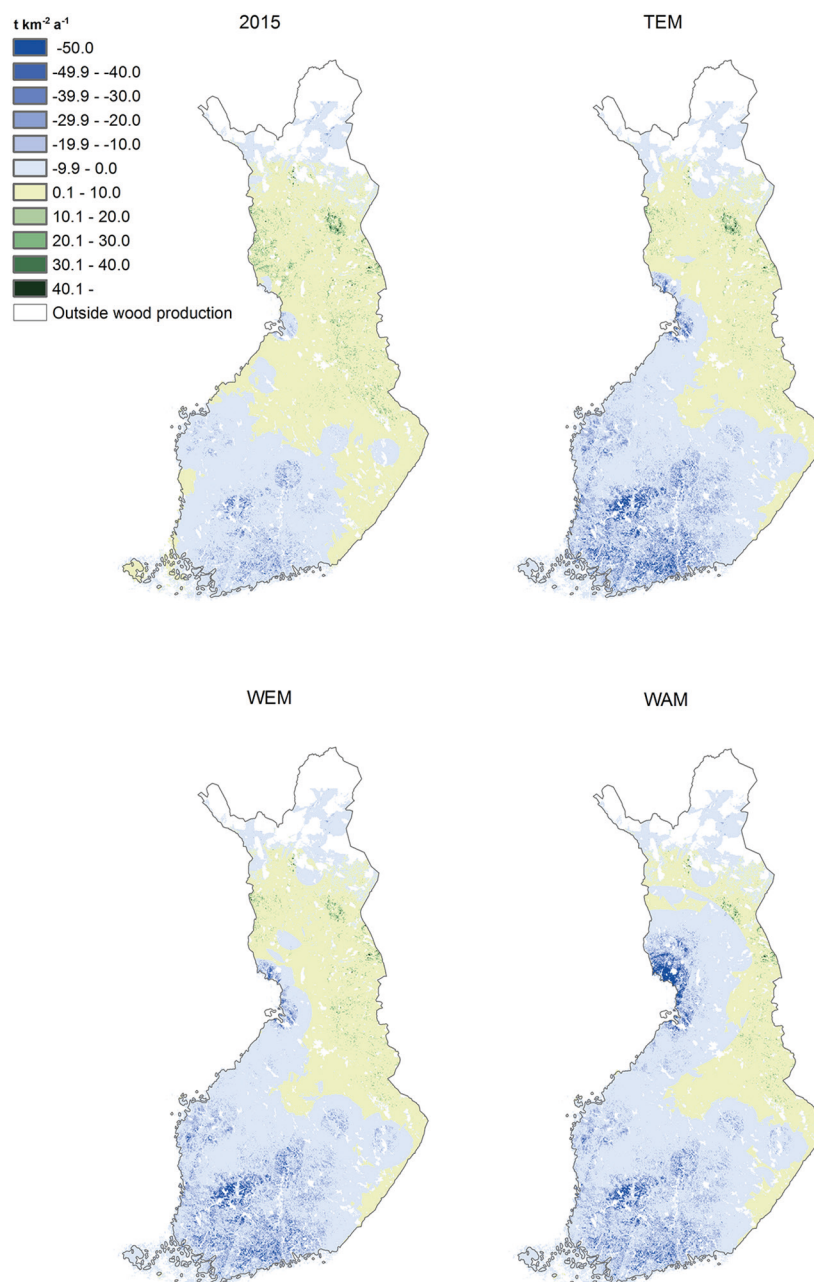 t km⁻² a⁻¹
-50.0
-49.9 - -40.0
-39.9 - -30.0
-29.9 - -20.0
-19.9 - -10.0
-9.9 - 0.0
0.1 - 10.0
10.1 - 20.0
20.1 - 30.0
30.1 - 40.0
40.1 -
Outside wood production
2015
TEM
WEM
WAM